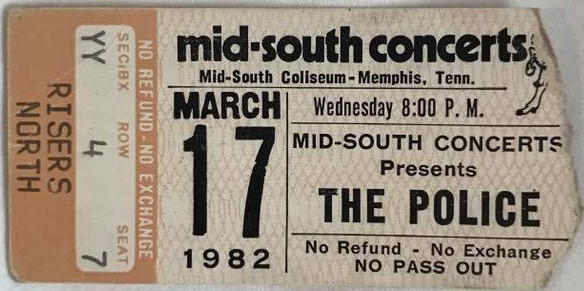 RISERS
NORTH
YY 4 7
SEC/BX ROW SEAT
NO REFUND-NO EXCHANGE
mid-south concerts
Mid-South Coliseum-Memphis, Tenn.
MARCH
17
1982
Wednesday 8:00 P. M.
MID-SOUTH CONCERTS
Presents
THE POLICE
No Refund - No Exchange
NO PASS OUT